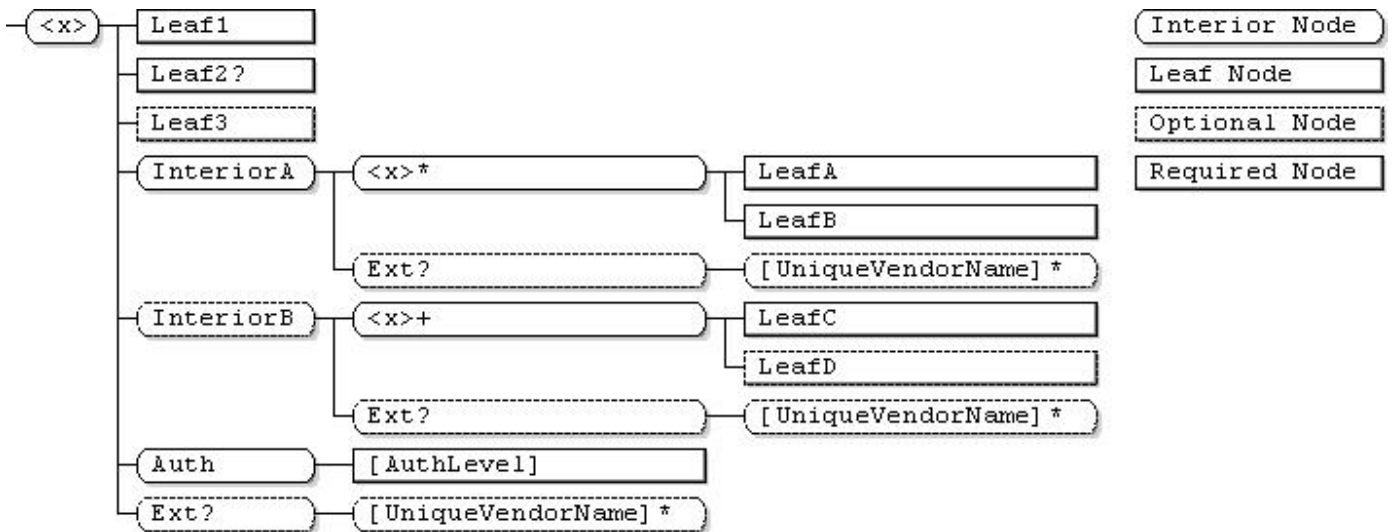 <x> Leaf1 Interior Node
Leaf2? Leaf Node
Leaf3 Optional Node
InteriorA <x>* LeafA Required Node
LeafB
Ext? [UniqueVendorName]*
InteriorB <x>+ LeafC
LeafD
Ext? [UniqueVendorName]*
Auth [AuthLevel]
Ext? [UniqueVendorName]*